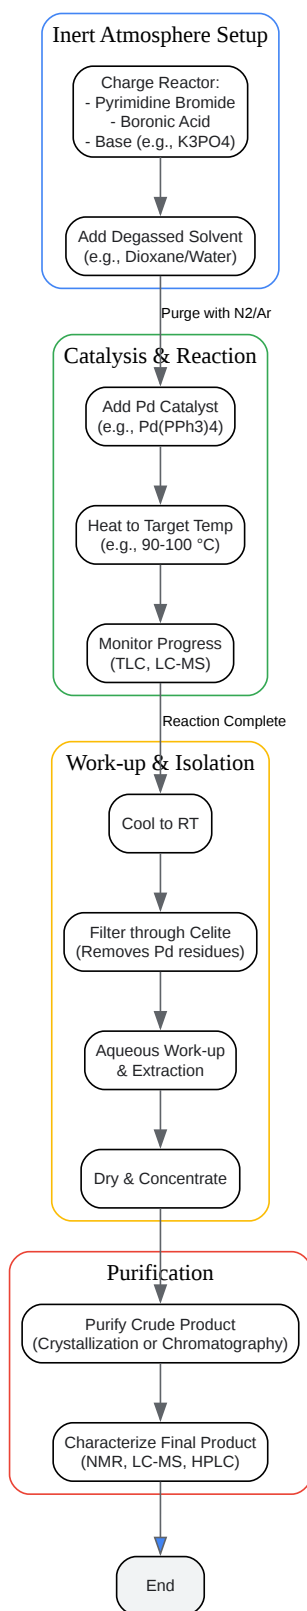 Inert Atmosphere Setup
Charge Reactor:
- Pyrimidine Bromide
- Boronic Acid
- Base (e.g., K3PO4)
Add Degassed Solvent
(e.g., Dioxane/Water)
Purge with N2/Ar
Catalysis & Reaction
Add Pd Catalyst
(e.g., Pd(PPh3)4)
Heat to Target Temp
(e.g., 90-100 °C)
Monitor Progress
(TLC, LC-MS)
Reaction Complete
Work-up & Isolation
Cool to RT
Filter through Celite
(Removes Pd residues)
Aqueous Work-up
& Extraction
Dry & Concentrate
Purification
Purify Crude Product
(Crystallization or Chromatography)
Characterize Final Product
(NMR, LC-MS, HPLC)
End